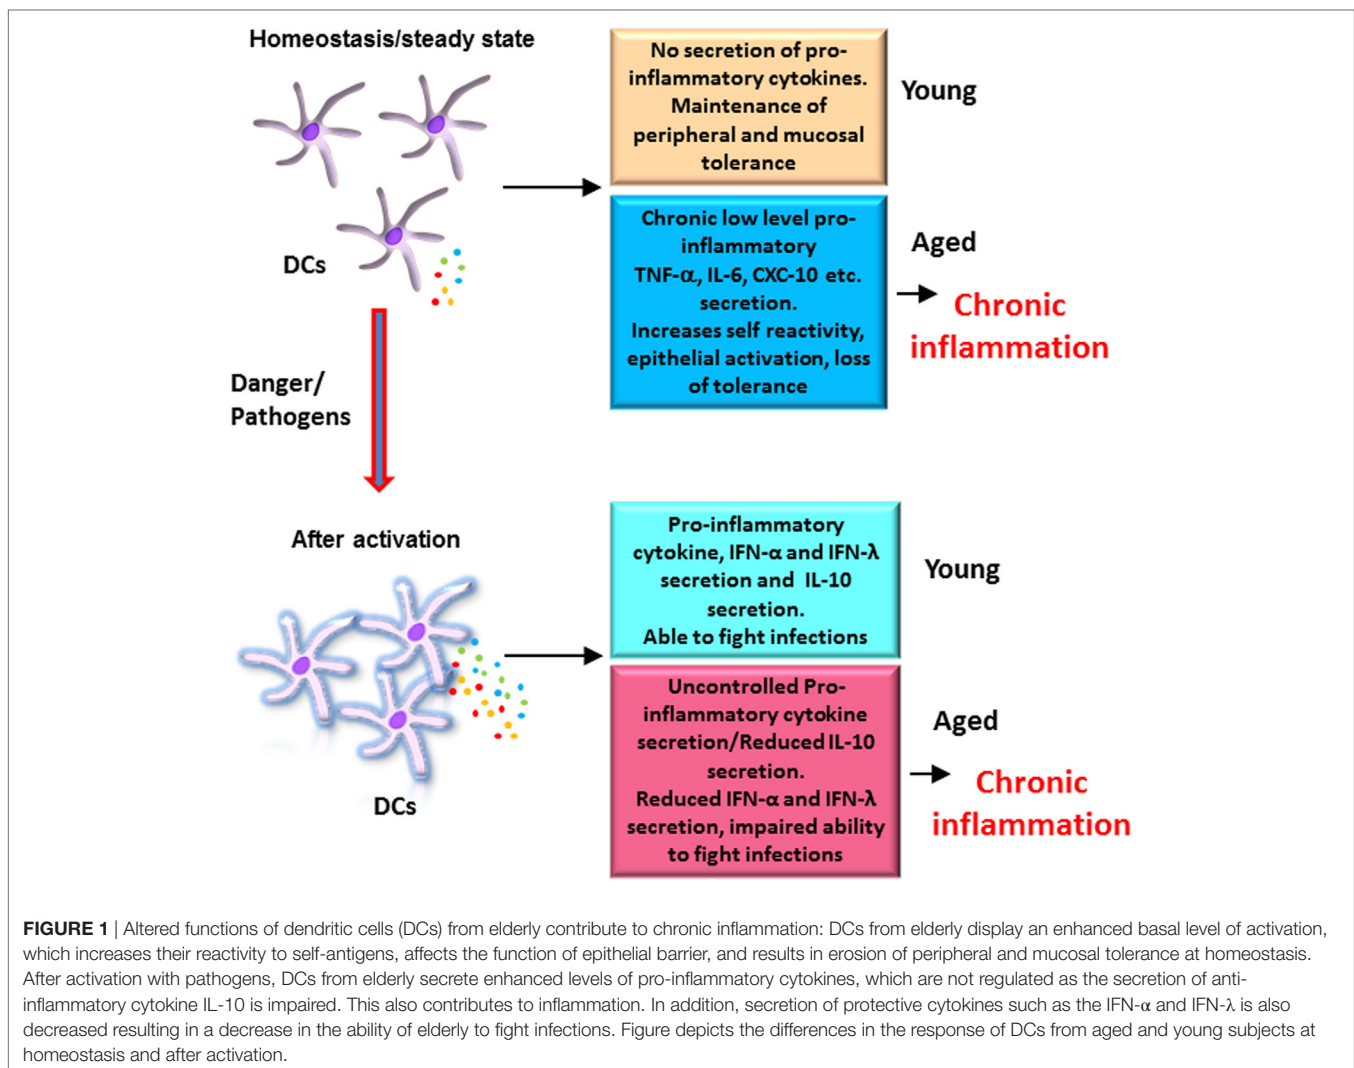 Homeostasis/steady state
No secretion of pro-
inflammatory cytokines.
Maintenance of
peripheral and mucosal
tolerance
Young
DCs
Chronic low level pro-
inflammatory
TNF-α, IL-6, CXC-10 etc.
secretion.
Increases self reactivity,
epithelial activation, loss
of tolerance
Aged
Chronic
inflammation
Danger/
Pathogens
After activation
Pro-inflammatory
cytokine, IFN-α and IFN-λ
secretion and IL-10
secretion.
Able to fight infections
Young
DCs
Uncontrolled Pro-
inflammatory cytokine
secretion/Reduced IL-10
secretion.
Reduced IFN-α and IFN-λ
secretion, impaired ability
to fight infections
Aged
Chronic
inflammation
FIGURE 1 | Altered functions of dendritic cells (DCs) from elderly contribute to chronic inflammation: DCs from elderly display an enhanced basal level of activation,
which increases their reactivity to self-antigens, affects the function of epithelial barrier, and results in erosion of peripheral and mucosal tolerance at homeostasis.
After activation with pathogens, DCs from elderly secrete enhanced levels of pro-inflammatory cytokines, which are not regulated as the secretion of anti-
inflammatory cytokine IL-10 is impaired. This also contributes to inflammation. In addition, secretion of protective cytokines such as the IFN-α and IFN-λ is also
decreased resulting in a decrease in the ability of elderly to fight infections. Figure depicts the differences in the response of DCs from aged and young subjects at
homeostasis and after activation.